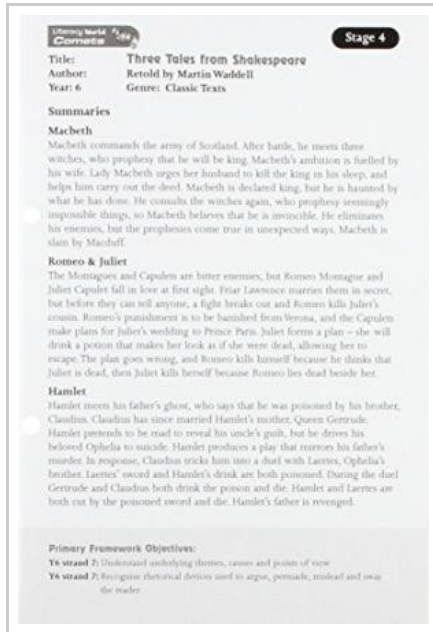 Literacy World
Comets
Stage 4
Title: Three Tales from Shakespeare
Author: Retold by Martin Waddell
Year: 6 Genre: Classic Texts
Summaries
Macbeth
Macbeth commands the army of Scotland. After battle, he meets three
witches, who prophesy that he will be king. Macbeth's ambition is fuelled by
his wife. Lady Macbeth urges her husband to kill the king in his sleep, and
helps him carry out the deed. Macbeth is declared king, but he is haunted by
what he has done. He consults the witches again, who prophesy seemingly
impossible things, so Macbeth believes that he is invincible. He eliminates
his enemies, but the prophesies come true in unexpected ways. Macbeth is
slain by Macduff.
Romeo & Juliet
The Montagues and Capulets are bitter enemies, but Romeo Montague and
Juliet Capulet fall in love at first sight. Friar Lawrence marries them in secret,
but before they can tell anyone, a fight breaks out and Romeo kills Juliet's
cousin. Romeo's punishment is to be banished from Verona, and the Capulets
make plans for Juliet's wedding to Prince Paris. Juliet forms a plan – she will
drink a potion that makes her look as if she were dead, allowing her to
escape. The plan goes wrong, and Romeo kills himself because he thinks that
Juliet is dead, then Juliet kills herself because Romeo lies dead beside her.
Hamlet
Hamlet meets his father's ghost, who says that he was poisoned by his brother,
Claudius. Claudius has since married Hamlet's mother, Queen Gertrude.
Hamlet pretends to be mad to reveal his uncle's guilt, but he drives his
beloved Ophelia to suicide. Hamlet produces a play that mirrors his father's
murder. In response, Claudius tricks him into a duel with Laertes, Ophelia's
brother. Laertes' sword and Hamlet's drink are both poisoned. During the duel
Gertrude and Claudius both drink the poison and die. Hamlet and Laertes are
both cut by the poisoned sword and die. Hamlet's father is revenged.
Primary Framework Objectives:
Y6 strand 7: Understand underlying themes, causes and points of view
Y6 strand 7: Recognise rhetorical devices used to argue, persuade, mislead and sway
the reader